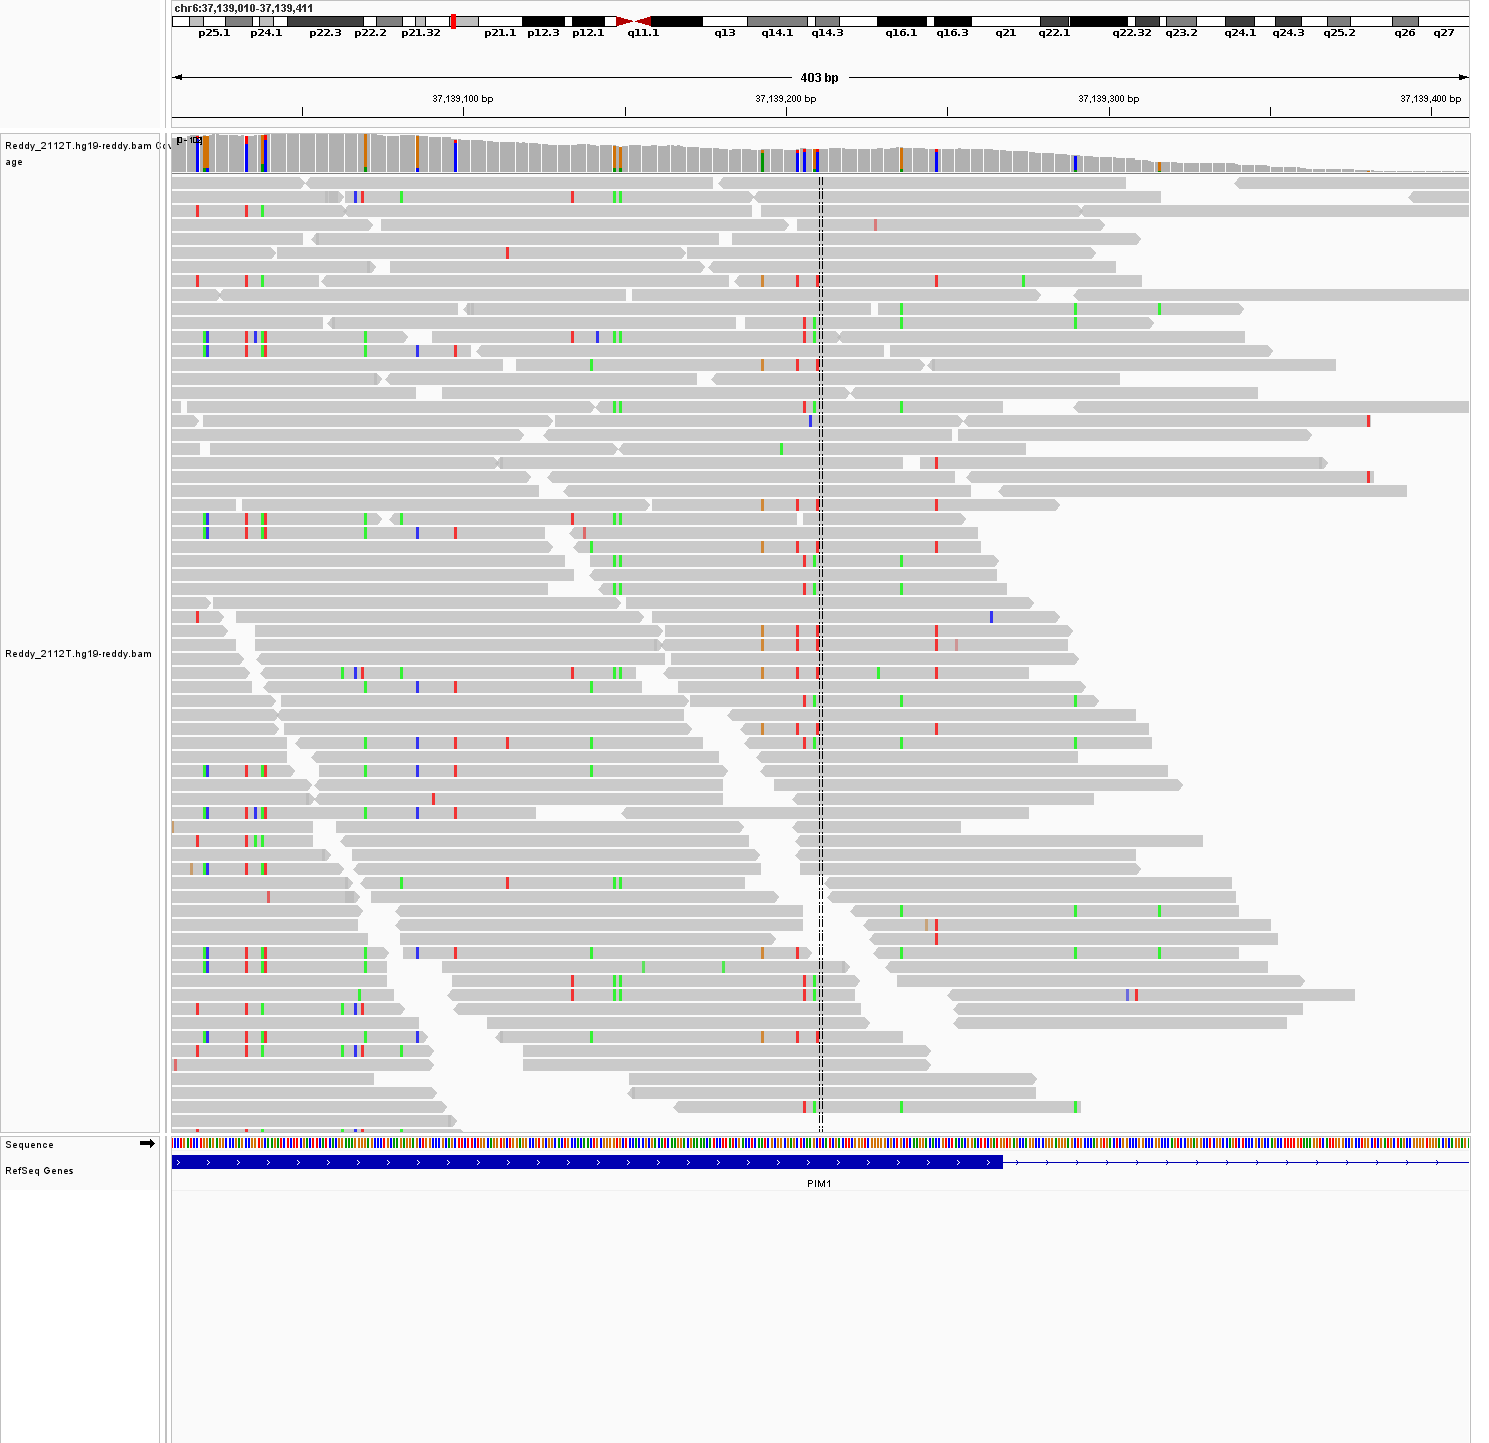 chr6:37,139,010-37,139,411
p25.1 p24.1 p22.3 p22.2 p21.32 p21.1 p12.3 p12.1 q11.1 q13 q14.1 q14.3 q16.1 q16.3 q21 q22.1 q22.32 q23.2 q24.1 q24.3 q25.2 q26 q27
403 bp
37,139,100 bp 37,139,200 bp 37,139,300 bp 37,139,400 bp
Reddy_2112T.hg19-reddy.bam Cov
age
Reddy_2112T.hg19-reddy.bam
Sequence
RefSeq Genes
PIM1